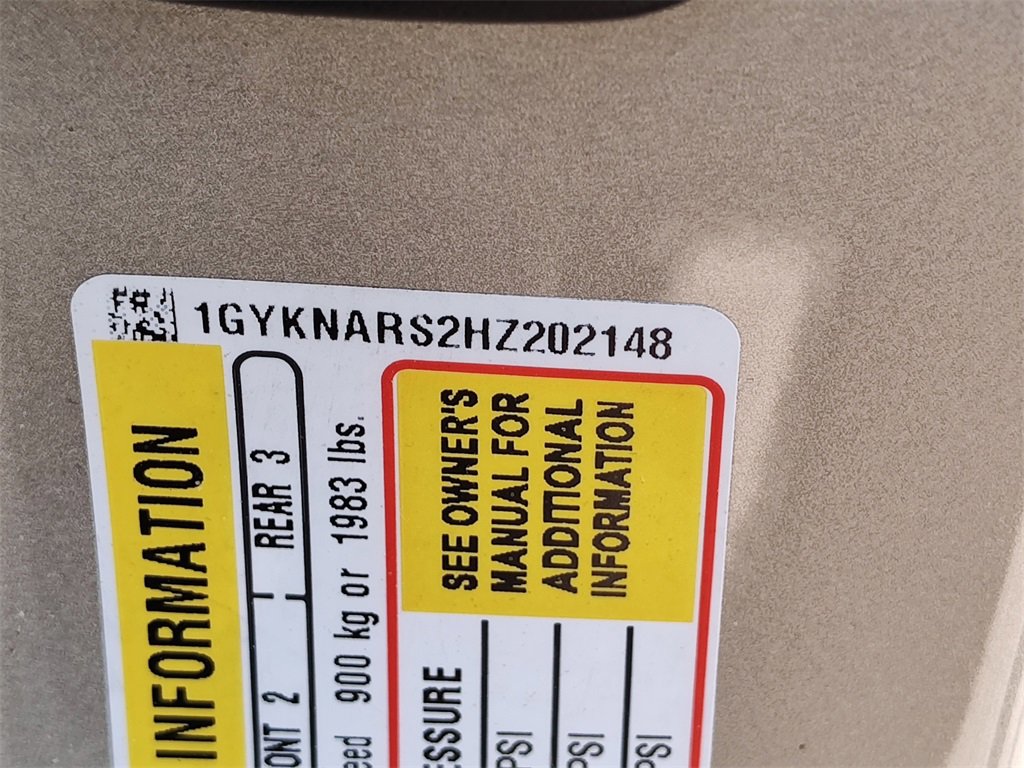 1GYKNARS2HZ202148
INFORMATION
ONT 2 REAR 3
eed 900 kg or 1983 lbs.
SEE OWNER'S
MANUAL FOR
ADDITIONAL
INFORMATION
ESSURE
PSI
PSI
PSI